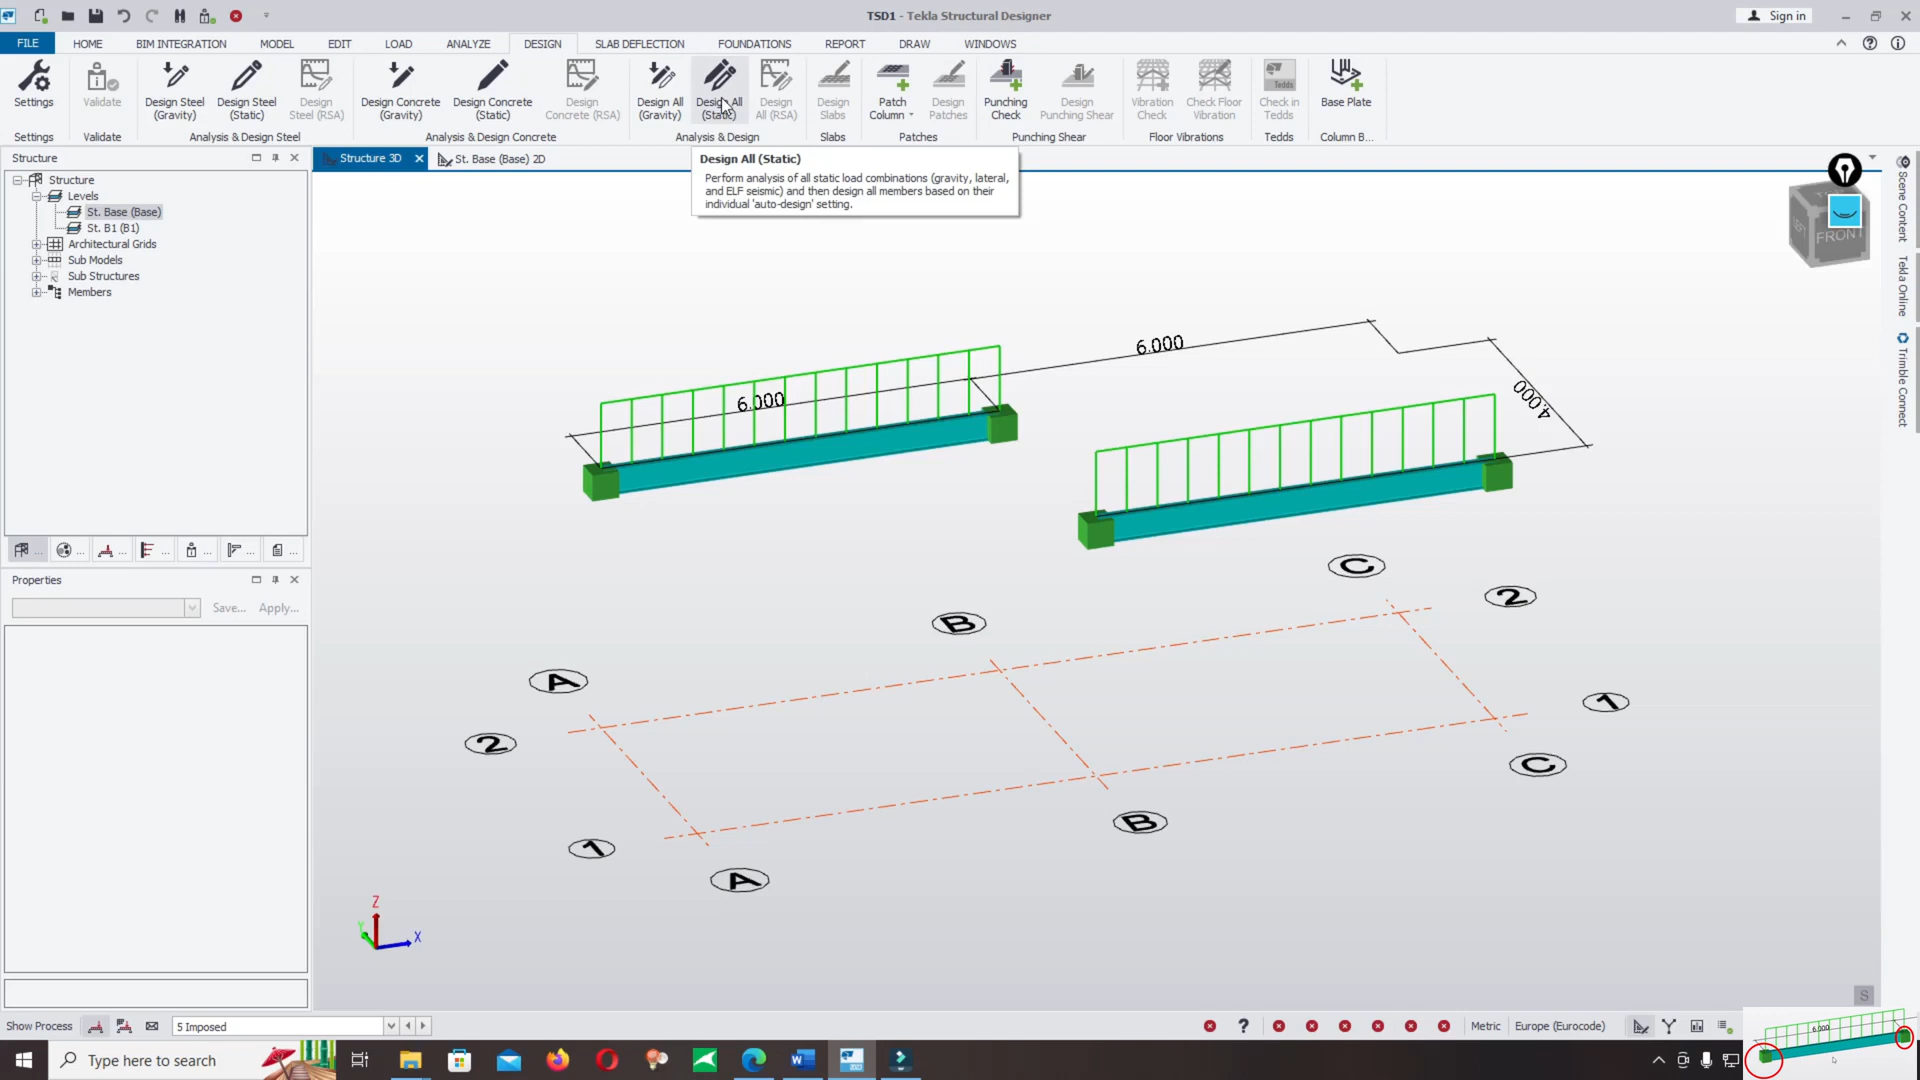 TSD1 - Tekla Structural Designer
Sign in
FILE HOME BIM INTEGRATION MODEL EDIT LOAD ANALYZE DESIGN SLAB DEFLECTION FOUNDATIONS REPORT DRAW WINDOWS
Settings
Validate
Design Steel (Gravity)
Design Steel (Static)
Design Steel (RSA)
Design Concrete (Gravity)
Design Concrete (Static)
Design Concrete (RSA)
Design All (Gravity)
Design All (Static)
Design All (RSA)
Design Slabs
Patch Column
Design Patches
Punching Check
Design Punching Shear
Vibration Check
Check Floor Vibration
Tedds
Check in Tedds
Base Plate
Settings Validate Analysis & Design Steel Analysis & Design Concrete Analysis & Design Slabs Patches Punching Shear Floor Vibrations Tedds Column B...
Structure
Structure 3D
St. Base (Base) 2D
Design All (Static)
Perform analysis of all static load combinations (gravity, lateral,
and ELF seismic) and then design all members based on their
individual 'auto-design' setting.
Structure
Levels
St. Base (Base)
St. B1 (B1)
Architectural Grids
Sub Models
Sub Structures
Members
Properties
Save... Apply...
LEFT
FRONT
Scene Content
Tekla Online
Trimble Connect
6.000
6.000
4.000
C
2
B
A
1
2
C
B
1
A
Z
Y
X
S
Show Process
5 Imposed
Metric
Europe (Eurocode)
Type here to search
6.000